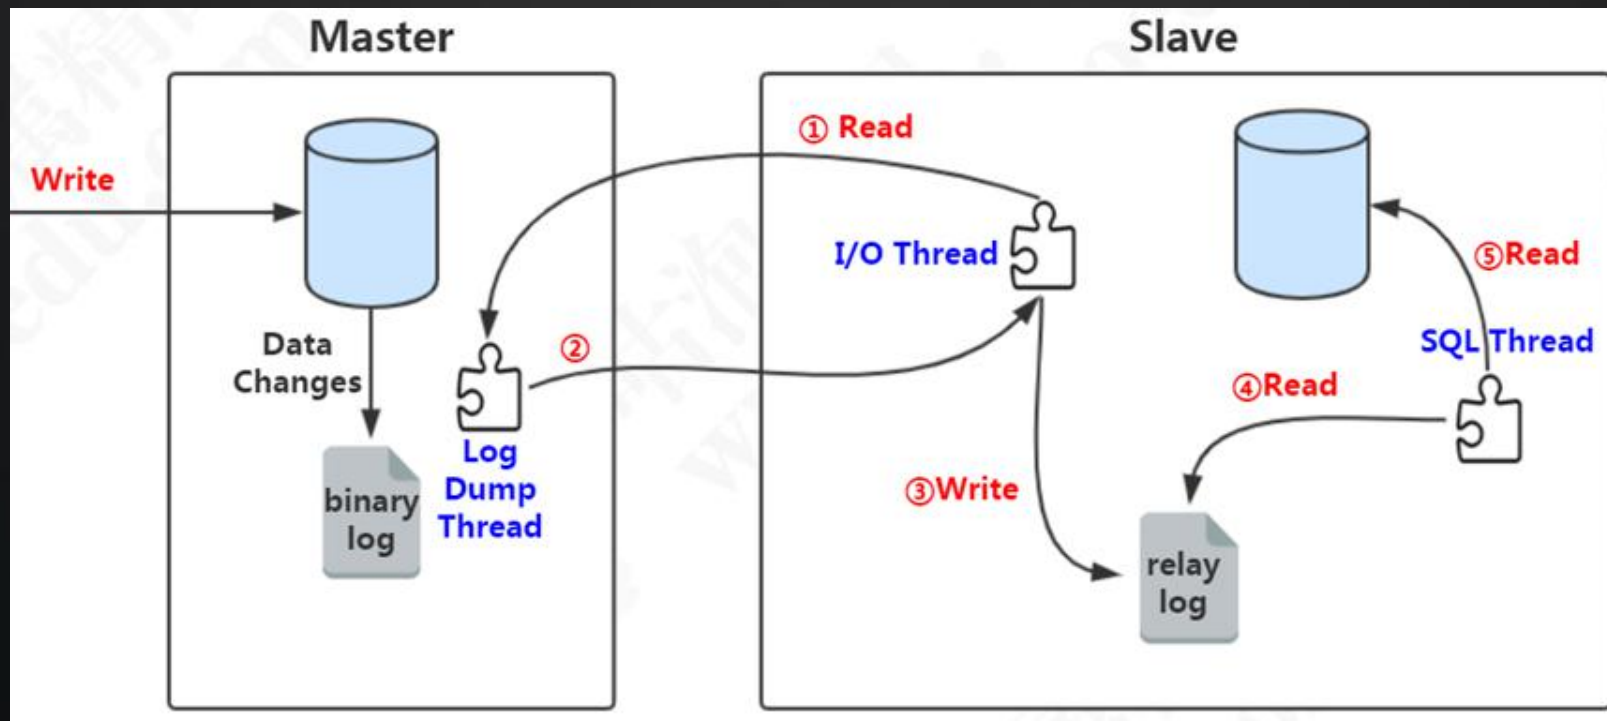 Master
Slave
Write
① Read
I/O Thread
⑤Read
Data
Changes
②
SQL Thread
④Read
binary
log
Log
Dump
Thread
③Write
relay
log